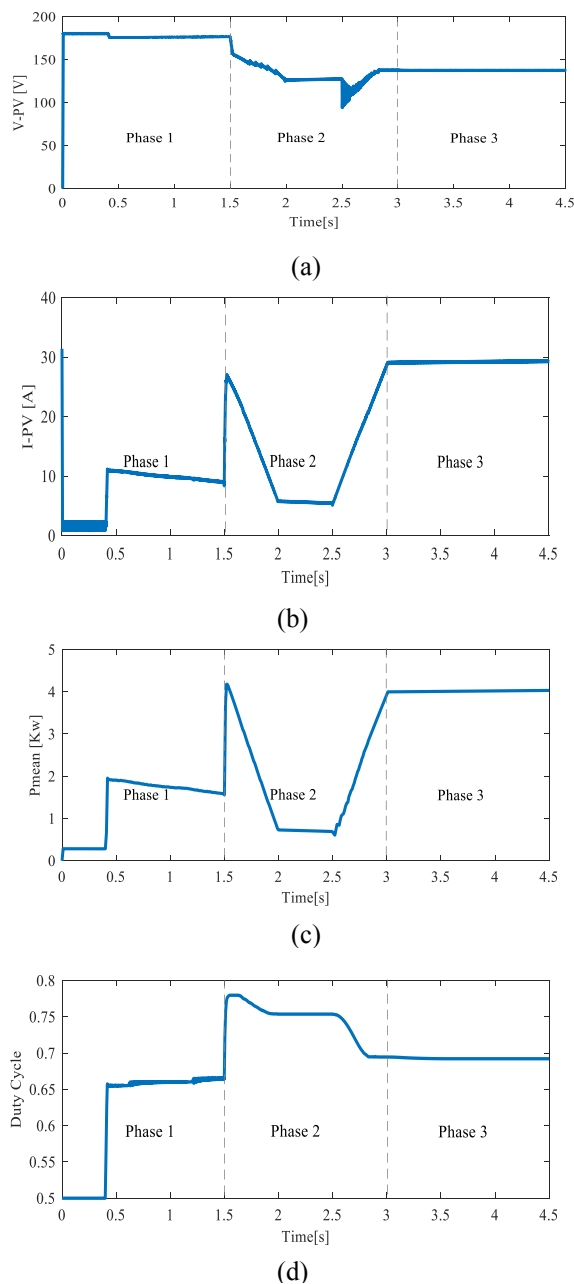 200
150
100
50
0
V-PV [V]
Phase 1
Phase 2
Phase 3
0 0.5 1 1.5 2 2.5 3 3.5 4 4.5
Time[s]
(a)
40
30
20
10
0
I-PV [A]
Phase 1
Phase 2
Phase 3
0 0.5 1 1.5 2 2.5 3 3.5 4 4.5
Time[s]
(b)
5
4
3
2
1
0
Pmean [Kw]
Phase 1
Phase 2
Phase 3
0 0.5 1 1.5 2 2.5 3 3.5 4 4.5
Time[s]
(c)
0.8
0.75
0.7
0.65
0.6
0.55
0.5
Duty Cycle
Phase 1
Phase 2
Phase 3
0 0.5 1 1.5 2 2.5 3 3.5 4 4.5
Time[s]
(d)